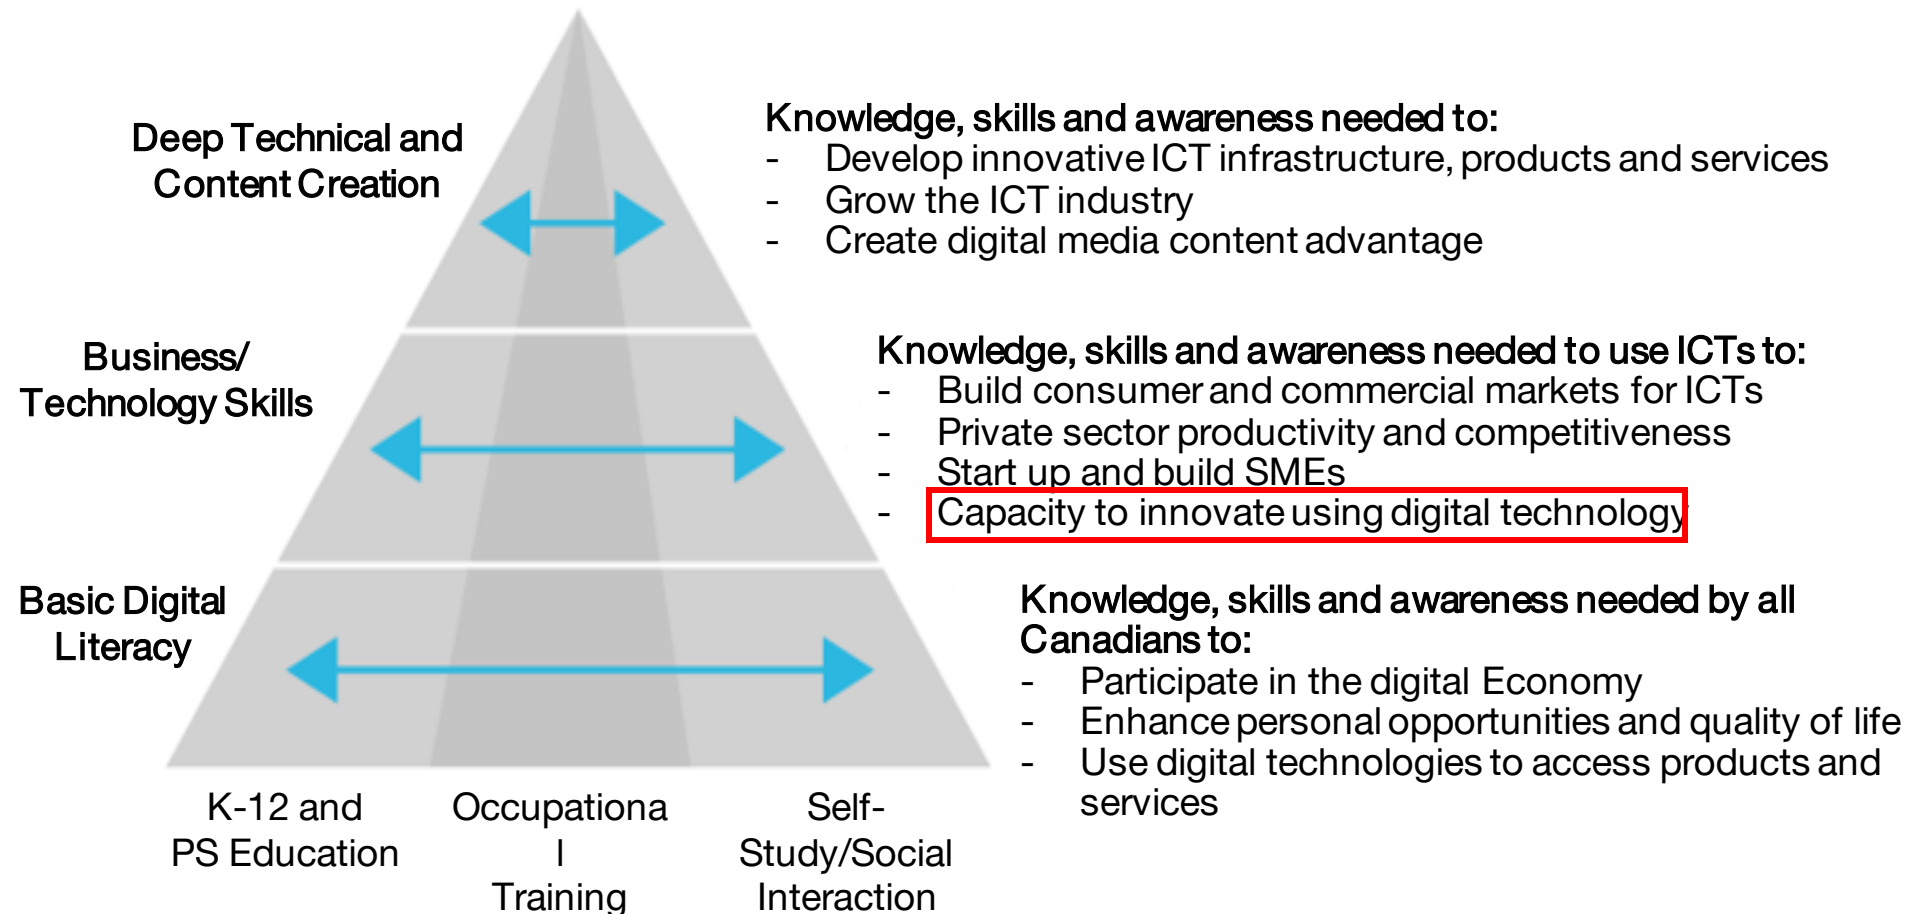 Deep Technical and
Content Creation
Knowledge, skills and awareness needed to:
- Develop innovative ICT infrastructure, products and services
- Grow the ICT industry
- Create digital media content advantage
Business/
Technology Skills
Knowledge, skills and awareness needed to use ICTs to:
- Build consumer and commercial markets for ICTs
- Private sector productivity and competitiveness
- Start up and build SMEs
- Capacity to innovate using digital technology
Basic Digital
Literacy
Knowledge, skills and awareness needed by all
Canadians to:
- Participate in the digital Economy
- Enhance personal opportunities and quality of life
- Use digital technologies to access products and
services
K-12 and
PS Education
Occupationa
l
Training
Self-
Study/Social
Interaction